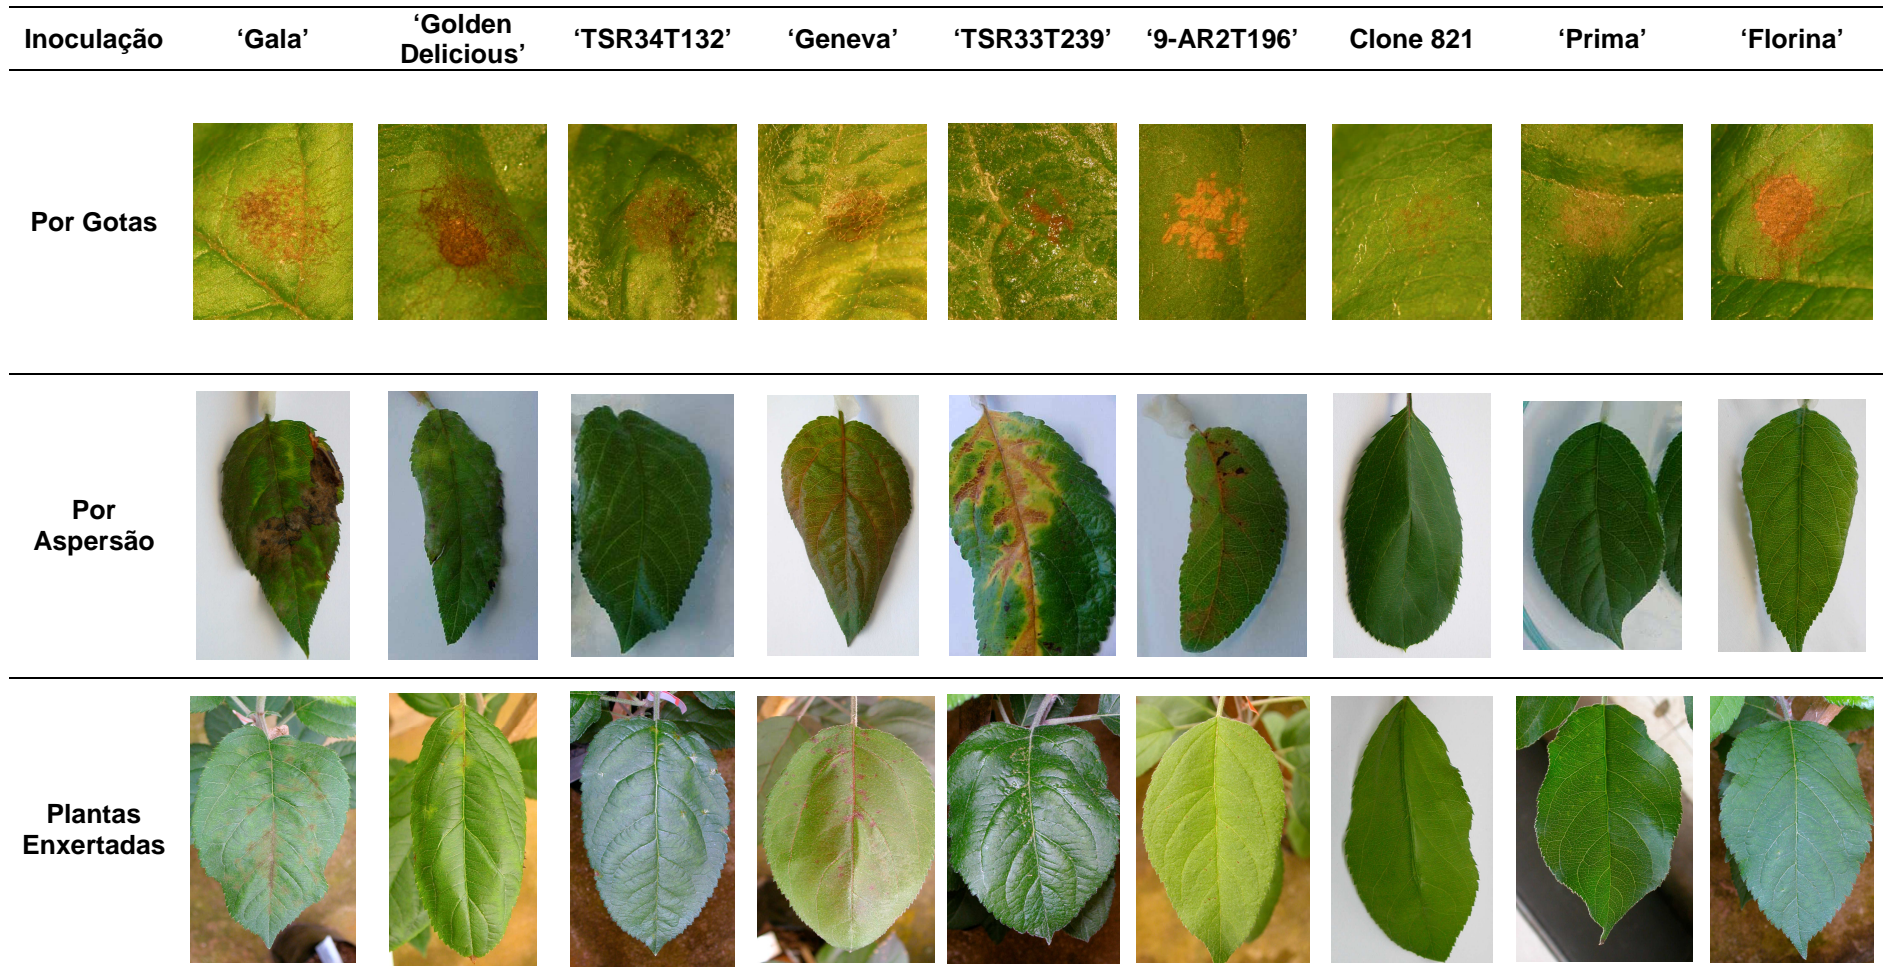 Inoculação ‘Gala’ ‘Golden Delicious’ ‘TSR34T132’ ‘Geneva’ ‘TSR33T239’ ‘9-AR2T196’ Clone 821 ‘Prima’ ‘Florina’
Por Gotas
Por
Aspersão
Plantas
Enxertadas